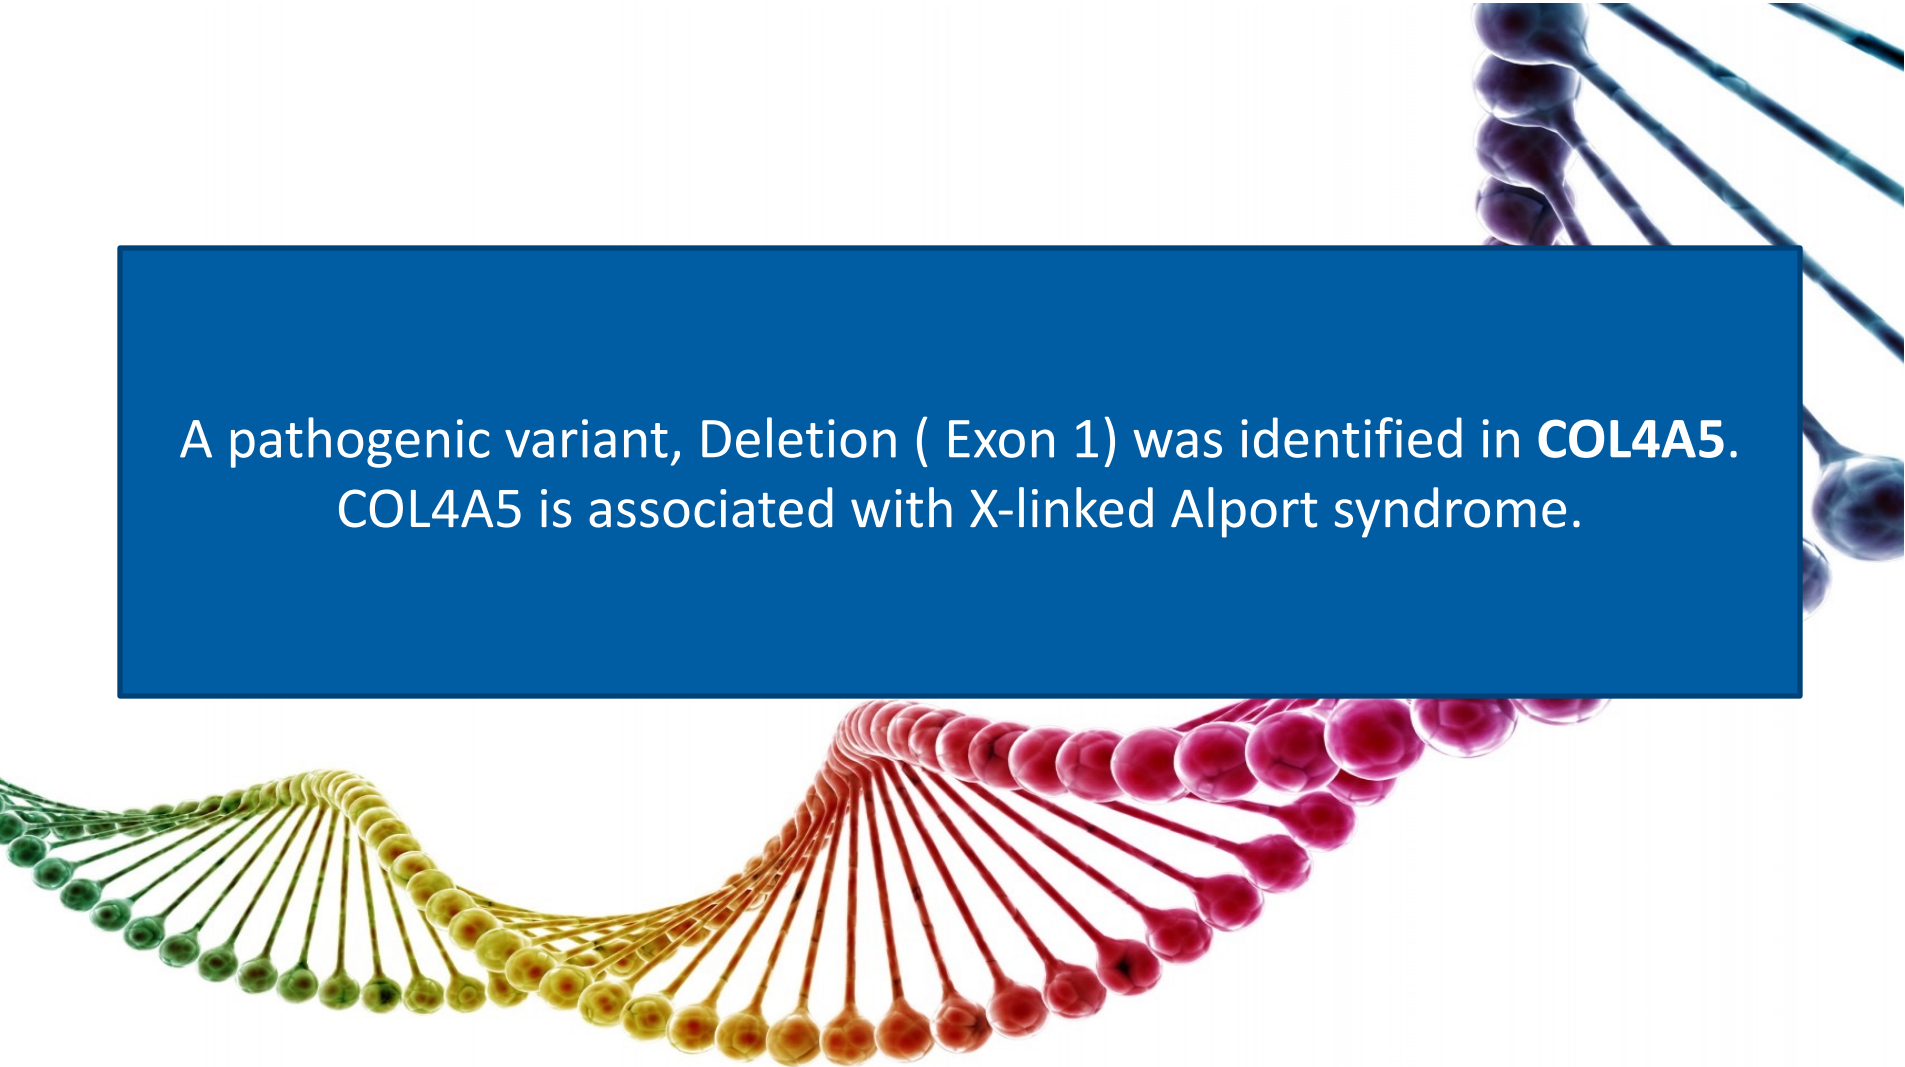 A pathogenic variant, Deletion ( Exon 1) was identified in COL4A5.
COL4A5 is associated with X-linked Alport syndrome.